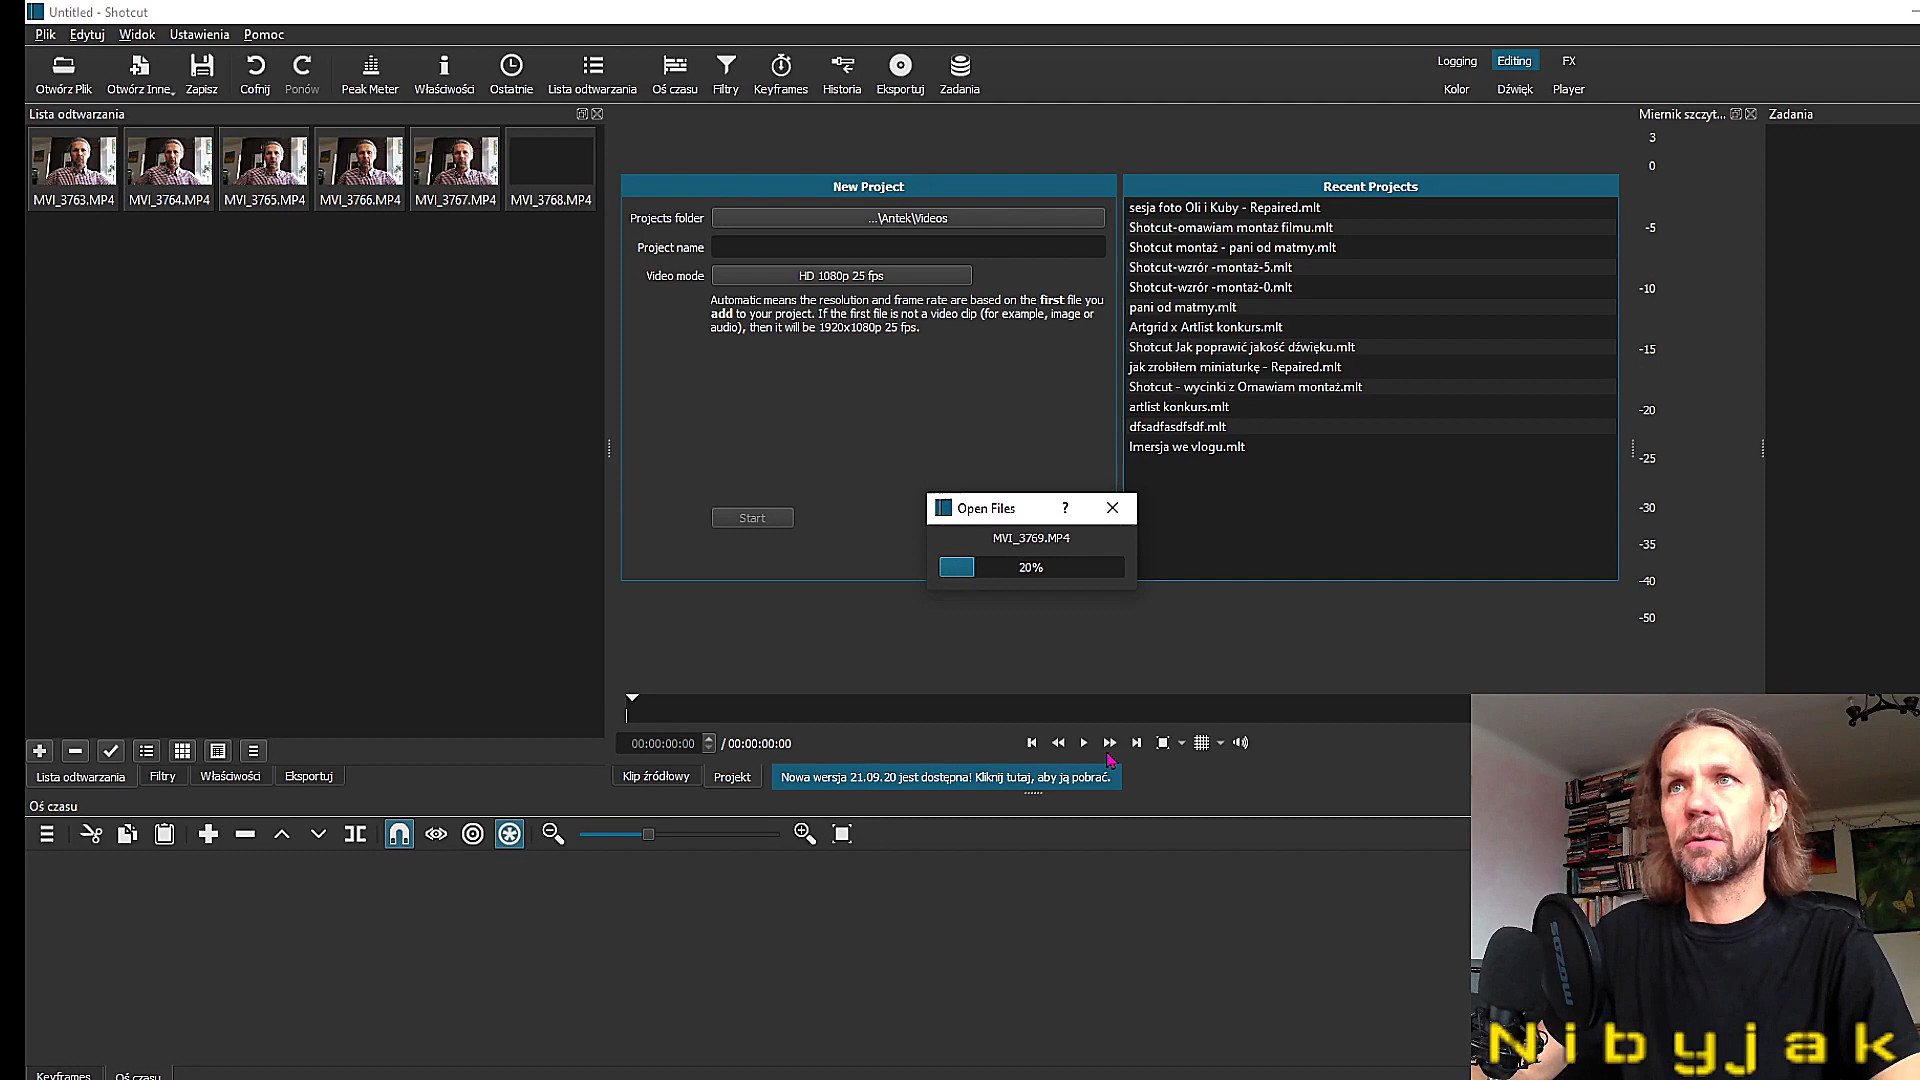 Untitled - Shotcut
Plik Edytuj Widok Ustawienia Pomoc
Otwórz Plik Otwórz Inne Zapisz Cofnij Ponów Peak Meter Właściwości Ostatnie Lista odtwarzania Oś czasu Filtry Keyframes Historia Eksportuj Zadania
Logging Editing FX
Kolor Dźwięk Player
Lista odtwarzania
MVI_3763.MP4 MVI_3764.MP4 MVI_3765.MP4 MVI_3766.MP4 MVI_3767.MP4 MVI_3768.MP4
New Project
Projects folder ...\Antek\Videos
Project name
Video mode HD 1080p 25 fps
Automatic means the resolution and frame rate are based on the first file you
add to your project. If the first file is not a video clip (for example, image or
audio), then it will be 1920x1080p 25 fps.
Start
Recent Projects
sesja foto Oli i Kuby - Repaired.mlt
Shotcut-omawiam montaż filmu.mlt
Shotcut montaż - pani od matmy.mlt
Shotcut-wzrór -montaż-5.mlt
Shotcut-wzrór -montaż-0.mlt
pani od matmy.mlt
Artgrid x Artlist konkurs.mlt
Shotcut Jak poprawić jakość dźwięku.mlt
jak zrobiłem miniaturkę - Repaired.mlt
Shotcut - wycinki z Omawiam montaż.mlt
artlist konkurs.mlt
dfsadfasdfsdf.mlt
Imersja we vlogu.mlt
Open Files ?
MVI_3769.MP4
20%
Miernik szczyt...
3
0
-5
-10
-15
-20
-25
-30
-35
-40
-50
Zadania
00:00:00:00 / 00:00:00:00
Lista odtwarzania Filtry Właściwości Eksportuj
Klip źródłowy Projekt Nowa wersja 21.09.20 jest dostępna! Kliknij tutaj, aby ją pobrać.
Oś czasu
Keyframes Oś czasu
Nibyjak